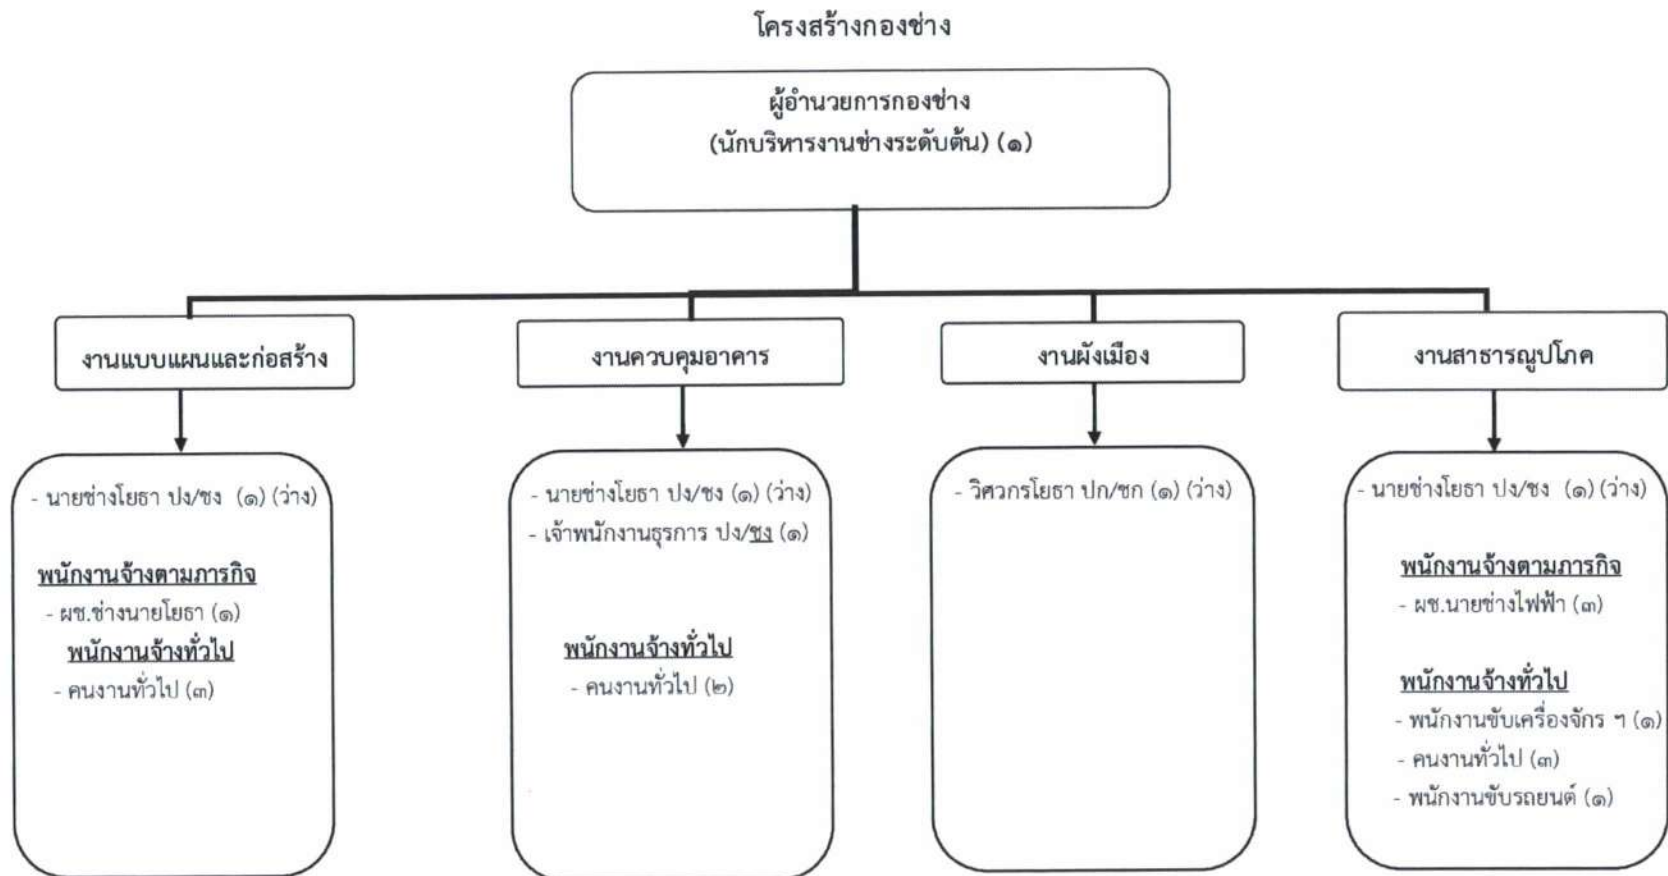 โครงสร้างกองช่าง
ผู้อำนวยการกองช่าง
(นักบริหารงานช่างระดับต้น) (๑)
งานแบบแผนและก่อสร้าง
- นายช่างโยธา ปง/ชง (๑) (ว่าง)
พนักงานจ้างตามภารกิจ
- ผช.ช่างนายโยธา (๑)
พนักงานจ้างทั่วไป
- คนงานทั่วไป (๓)
งานควบคุมอาคาร
- นายช่างโยธา ปง/ชง (๑) (ว่าง)
- เจ้าพนักงานธุรการ ปง/ชง (๑)
พนักงานจ้างทั่วไป
- คนงานทั่วไป (๒)
งานผังเมือง
- วิศวกรโยธา ปก/ชก (๑) (ว่าง)
งานสาธารณูปโภค
- นายช่างโยธา ปง/ชง (๑) (ว่าง)
พนักงานจ้างตามภารกิจ
- ผช.นายช่างไฟฟ้า (๓)
พนักงานจ้างทั่วไป
- พนักงานขับเครื่องจักร ฯ (๑)
- คนงานทั่วไป (๓)
- พนักงานขับรถยนต์ (๑)